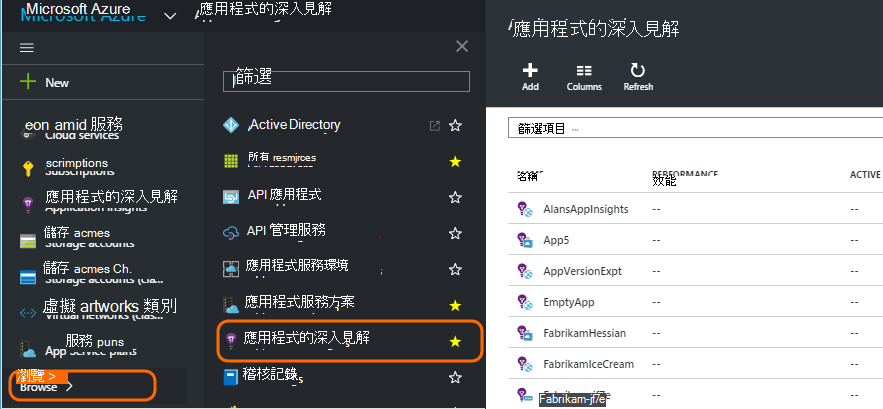 Microsoft Azure
應用程式的深入見解
New
eon amid 服務
Cloud services
scrimptions
Subscriptions
應用程式的深入見解
Application Insights
儲存 acmes
Storage accounts
儲存 acmes Ch.
Storage accounts (cla...
虛擬 artworks 類別
Virtual networks (clas...
服務 puns
App Service plans
瀏覽 >
Browse >
篩選
Active Directory
所有 resmjrces
API 應用程式
API 管理服務
應用程式服務環境
應用程式服務方案
應用程式的深入見解
稽核記錄
應用程式的深入見解
Add Columns Refresh
篩選項目 ...
名稱 PERFORMANCE ACTIVE
效能
AlansAppInsights -- --
App5 -- --
AppVersionExpt -- --
EmptyApp -- --
FabrikamHessian -- --
FabrikamIceCream -- --
Fabrikam-jf/e -- --